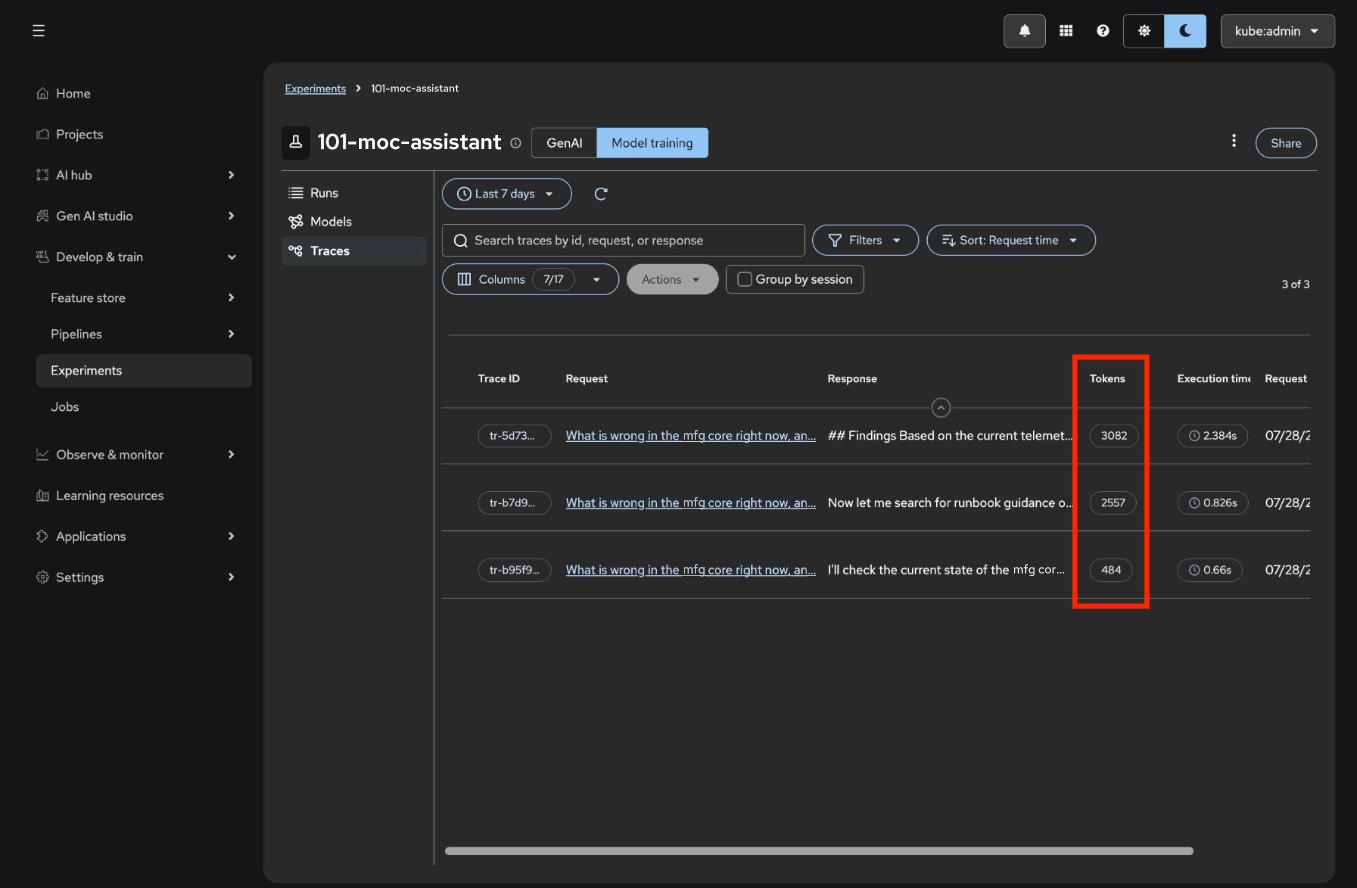 kube:admin
Home
Projects
AI hub
Gen AI studio
Develop & train
Feature store
Pipelines
Experiments
Jobs
Observe & monitor
Learning resources
Applications
Settings
Experiments > 101-moc-assistant
101-moc-assistant GenAI Model training Share
Runs
Models
Traces
Last 7 days
Search traces by id, request, or response Filters Sort: Request time
Columns 7/17 Actions Group by session
3 of 3
Trace ID Request Response Tokens Execution time Request
tr-5d73... What is wrong in the mfg core right now, an... ## Findings Based on the current telemet... 3082 2.384s 07/28/2
tr-b7d9... What is wrong in the mfg core right now, an... Now let me search for runbook guidance o... 2557 0.826s 07/28/2
tr-b95f9... What is wrong in the mfg core right now, an... I'll check the current state of the mfg cor... 484 0.66s 07/28/2